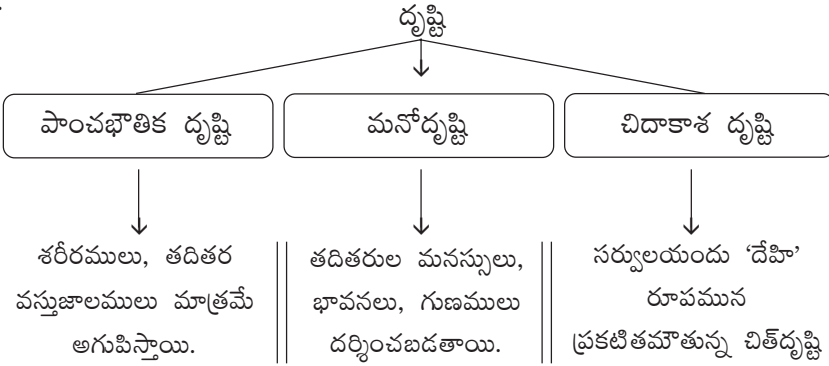 దృష్టి
పాంచభౌతిక దృష్టి
మనోదృష్టి
చిదాకాశ దృష్టి
శరీరములు, తదితర
వస్తుజాలములు మాత్రమే
అగుపిస్తాయి.
తదితరుల మనస్సులు,
భావనలు, గుణములు
దర్శించబడతాయి.
సర్వులయందు ‘దేహి’
రూపమున
ప్రకటితమౌతున్న చిత్‌దృష్టి